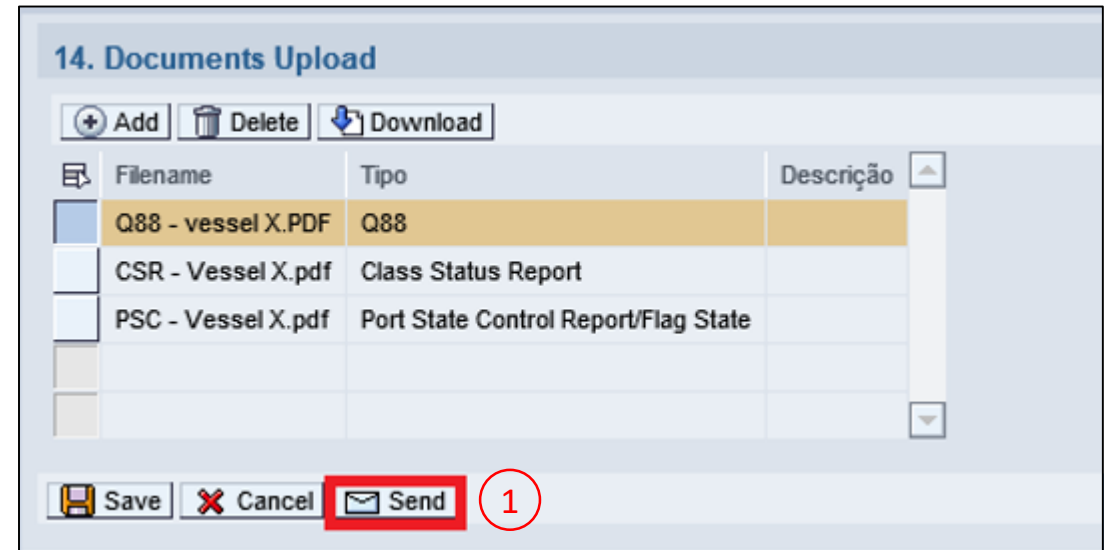 14. Documents Upload
Add Delete Download
Filename Tipo Descrição
Q88 - vessel X.PDF Q88
CSR - Vessel X.pdf Class Status Report
PSC - Vessel X.pdf Port State Control Report/Flag State
Save Cancel Send 1